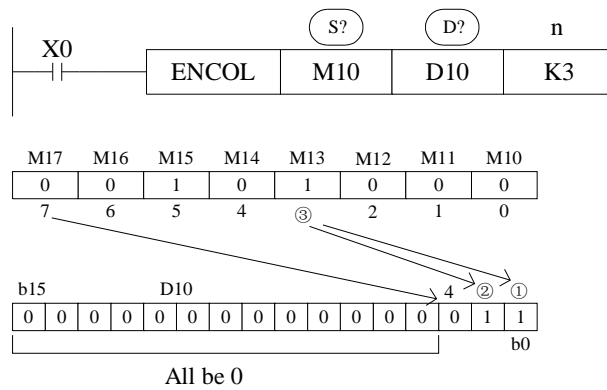 S? D? n
X0
ENCOL M10 D10 K3
M17 M16 M15 M14 M13 M12 M11 M10
0 0 1 0 1 0 0 0
7 6 5 4 ③ 2 1 0
b15 D10 4 ② ①
0 0 0 0 0 0 0 0 0 0 0 0 0 0 1 1
b0
All be 0